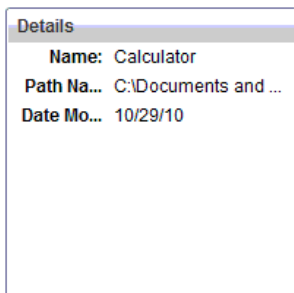 Details
Name: Calculator
Path Na... C:\Documents and ...
Date Mo... 10/29/10